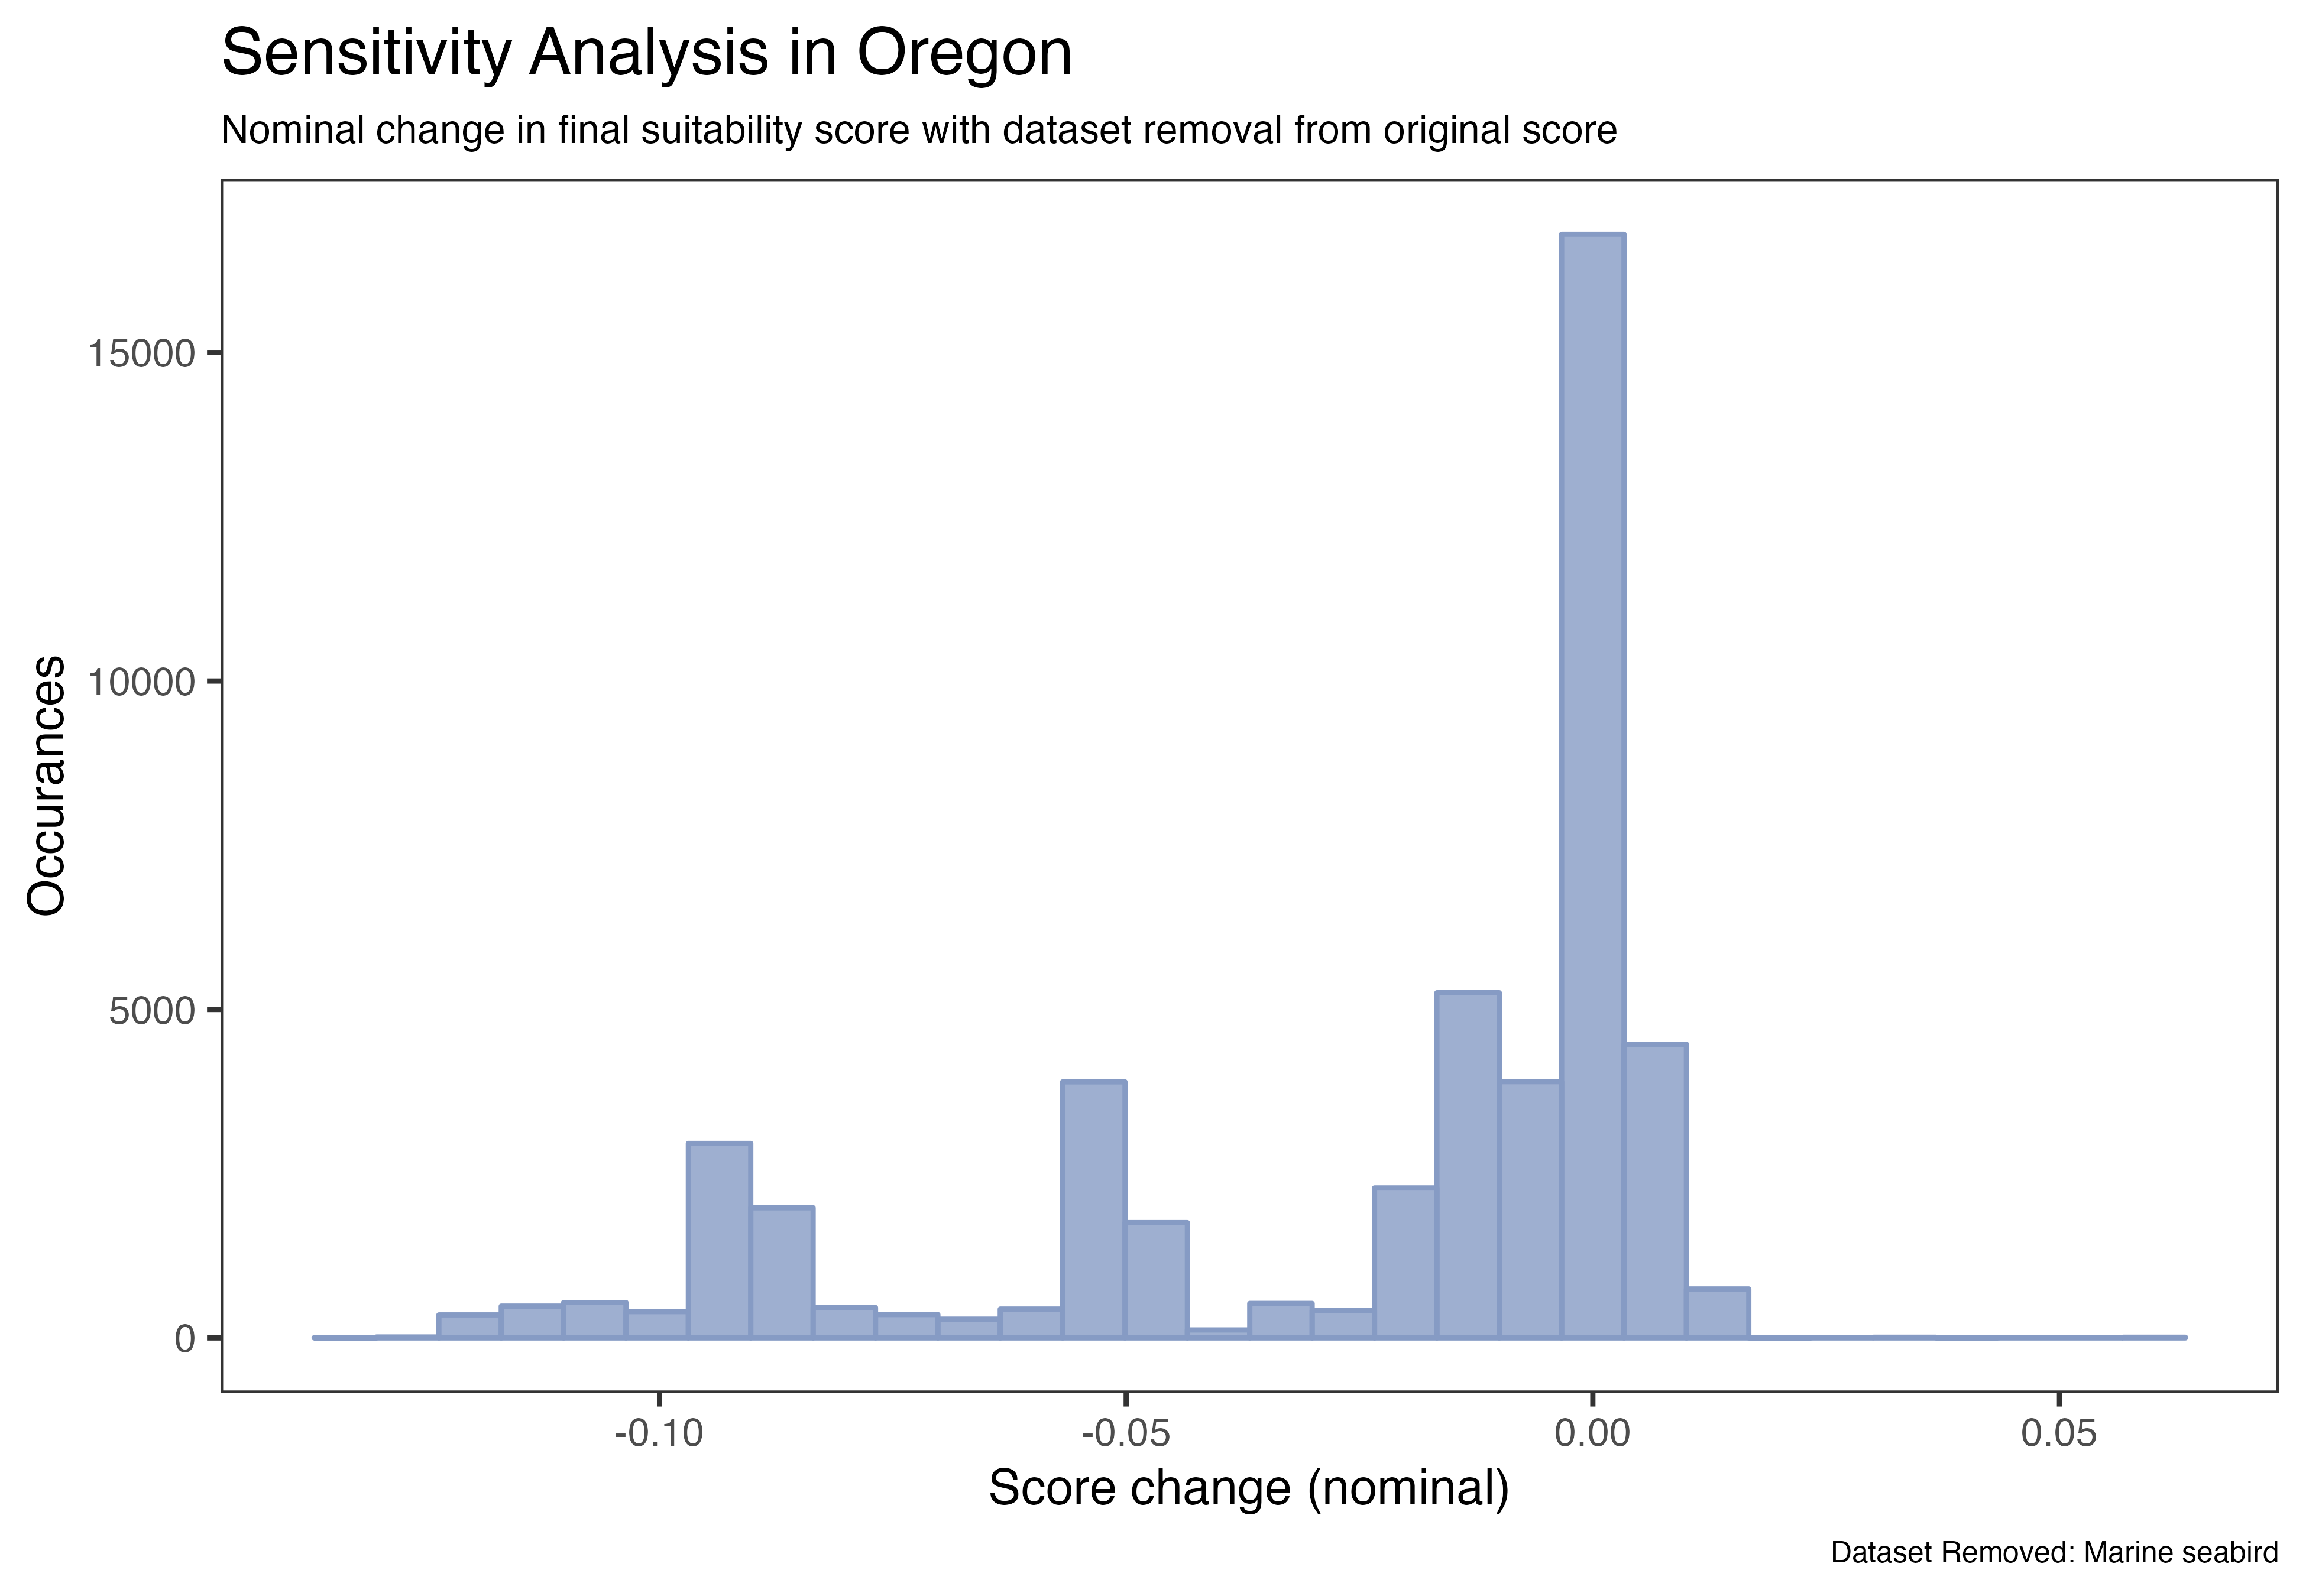 Sensitivity Analysis in Oregon
Nominal change in final suitability score with dataset removal from original score
Occurances
15000
10000
5000
0
-0.10 -0.05 0.00 0.05
Score change (nominal)
Dataset Removed: Marine seabird